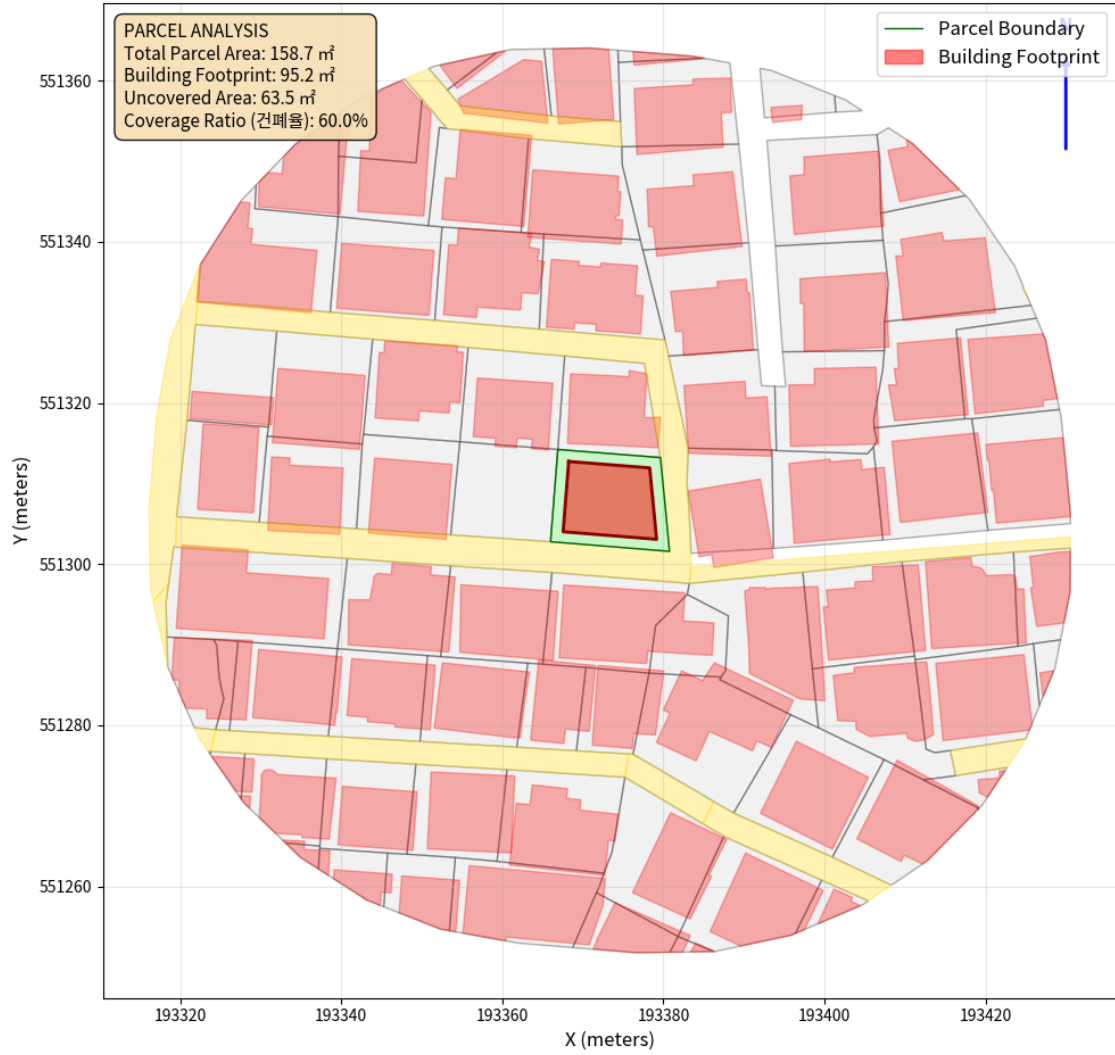 PARCEL ANALYSIS
Total Parcel Area: 158.7 ㎡
Building Footprint: 95.2 ㎡
Uncovered Area: 63.5 ㎡
Coverage Ratio (건폐율): 60.0%
N
Parcel Boundary
Building Footprint
551360
551340
551320
551300
551280
551260
Y (meters)
193320
193340
193360
193380
193400
193420
X (meters)